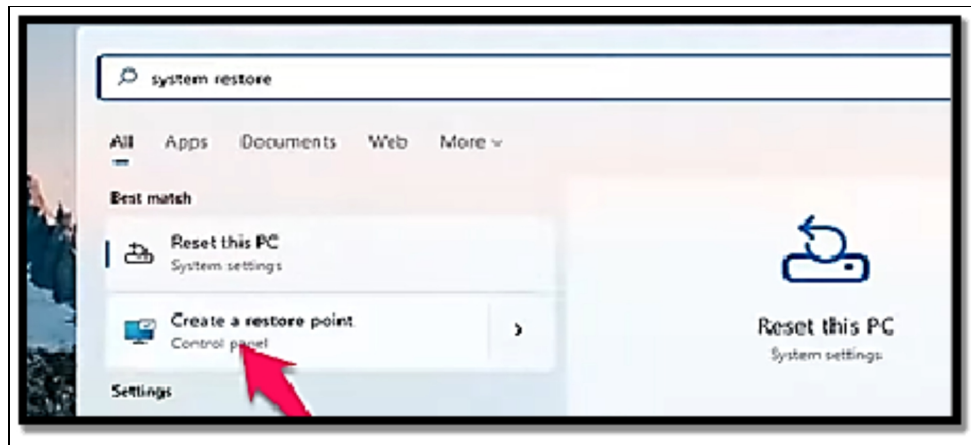 system restore
All Apps Documents Web More
Best match
Reset this PC
System settings
Create a restore point
Control panel
Settings
Reset this PC
System settings